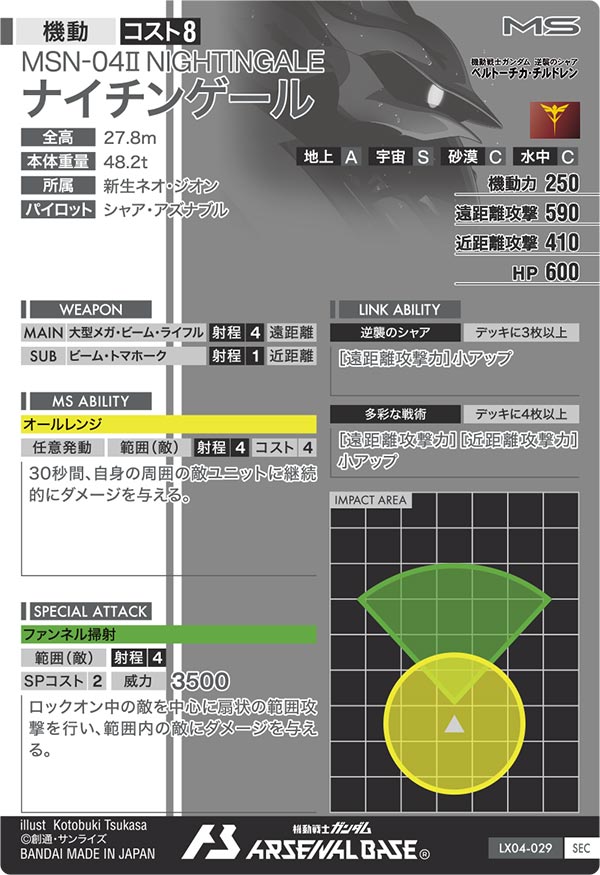 機動 コスト8
MS
MSN-04II NIGHTINGALE
ナイチンゲール
機動戦士ガンダム 逆襲のシャア
ベルトーチカ・チルドレン
全高 27.8m
本体重量 48.2t
所属 新生ネオ・ジオン
パイロット シャア・アズナブル
地上 A 宇宙 S 砂漠 C 水中 C
機動力 250
遠距離攻撃 590
近距離攻撃 410
HP 600
WEAPON
MAIN 大型メガ・ビーム・ライフル 射程 4 遠距離
SUB ビーム・トマホーク 射程 1 近距離
MS ABILITY
オールレンジ
任意発動 範囲(敵) 射程 4 コスト 4
30秒間、自身の周囲の敵ユニットに継続
的にダメージを与える。
SPECIAL ATTACK
ファンネル掃射
範囲(敵) 射程 4
SPコスト 2 威力 3500
ロックオン中の敵を中心に扇状の範囲攻
撃を行い、範囲内の敵にダメージを与え
る。
LINK ABILITY
逆襲のシャア デッキに3枚以上
[遠距離攻撃力]小アップ
多彩な戦術 デッキに4枚以上
[遠距離攻撃力][近距離攻撃力]
小アップ
IMPACT AREA
illust Kotobuki Tsukasa
©創通・サンライズ
BANDAI MADE IN JAPAN
機動戦士ガンダム
ARSENAL BASE®
LX04-029 SEC